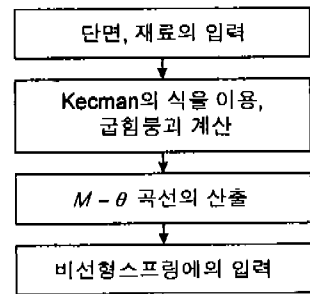 단면, 재료의 입력
Kecman의 식을 이용,
굽힘붕괴 계산
M – θ 곡선의 산출
비선형스프링에의 입력